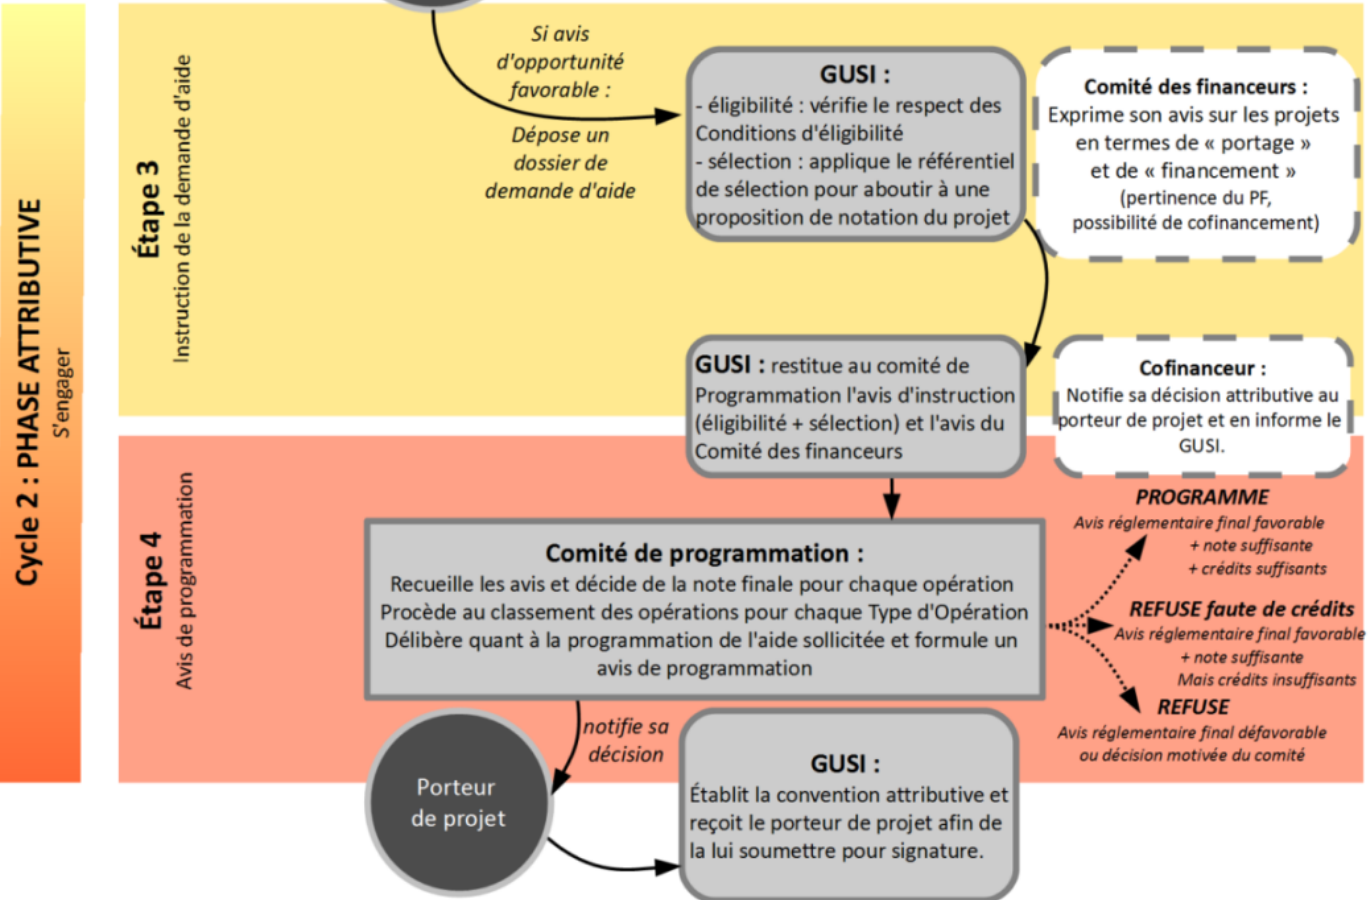 Cycle 2 : PHASE ATTRIBUTIVE
S'engager
Étape 3
Instruction de la demande d'aide
Si avis
d'opportunité
favorable :
Dépose un
dossier de
demande d'aide
GUSI :
- éligibilité : vérifie le respect des
Conditions d'éligibilité
- sélection : applique le référentiel
de sélection pour aboutir à une
proposition de notation du projet
Comité des financeurs :
Exprime son avis sur les projets
en termes de « portage »
et de « financement »
(pertinence du PF,
possibilité de cofinancement)
GUSI : restitue au comité de
Programmation l'avis d'instruction
(éligibilité + sélection) et l'avis du
Comité des financeurs
Cofinanceur :
Notifie sa décision attributive au
porteur de projet et en informe le
GUSI.
Étape 4
Avis de programmation
Comité de programmation :
Recueille les avis et décide de la note finale pour chaque opération
Procède au classement des opérations pour chaque Type d'Opération
Délibère quant à la programmation de l'aide sollicitée et formule un
avis de programmation
PROGRAMME
Avis réglementaire final favorable
+ note suffisante
+ crédits suffisants
REFUSE faute de crédits
Avis réglementaire final favorable
+ note suffisante
Mais crédits insuffisants
REFUSE
Avis réglementaire final défavorable
ou décision motivée du comité
notifie sa
décision
Porteur
de projet
GUSI :
Établit la convention attributive et
reçoit le porteur de projet afin de
la lui soumettre pour signature.